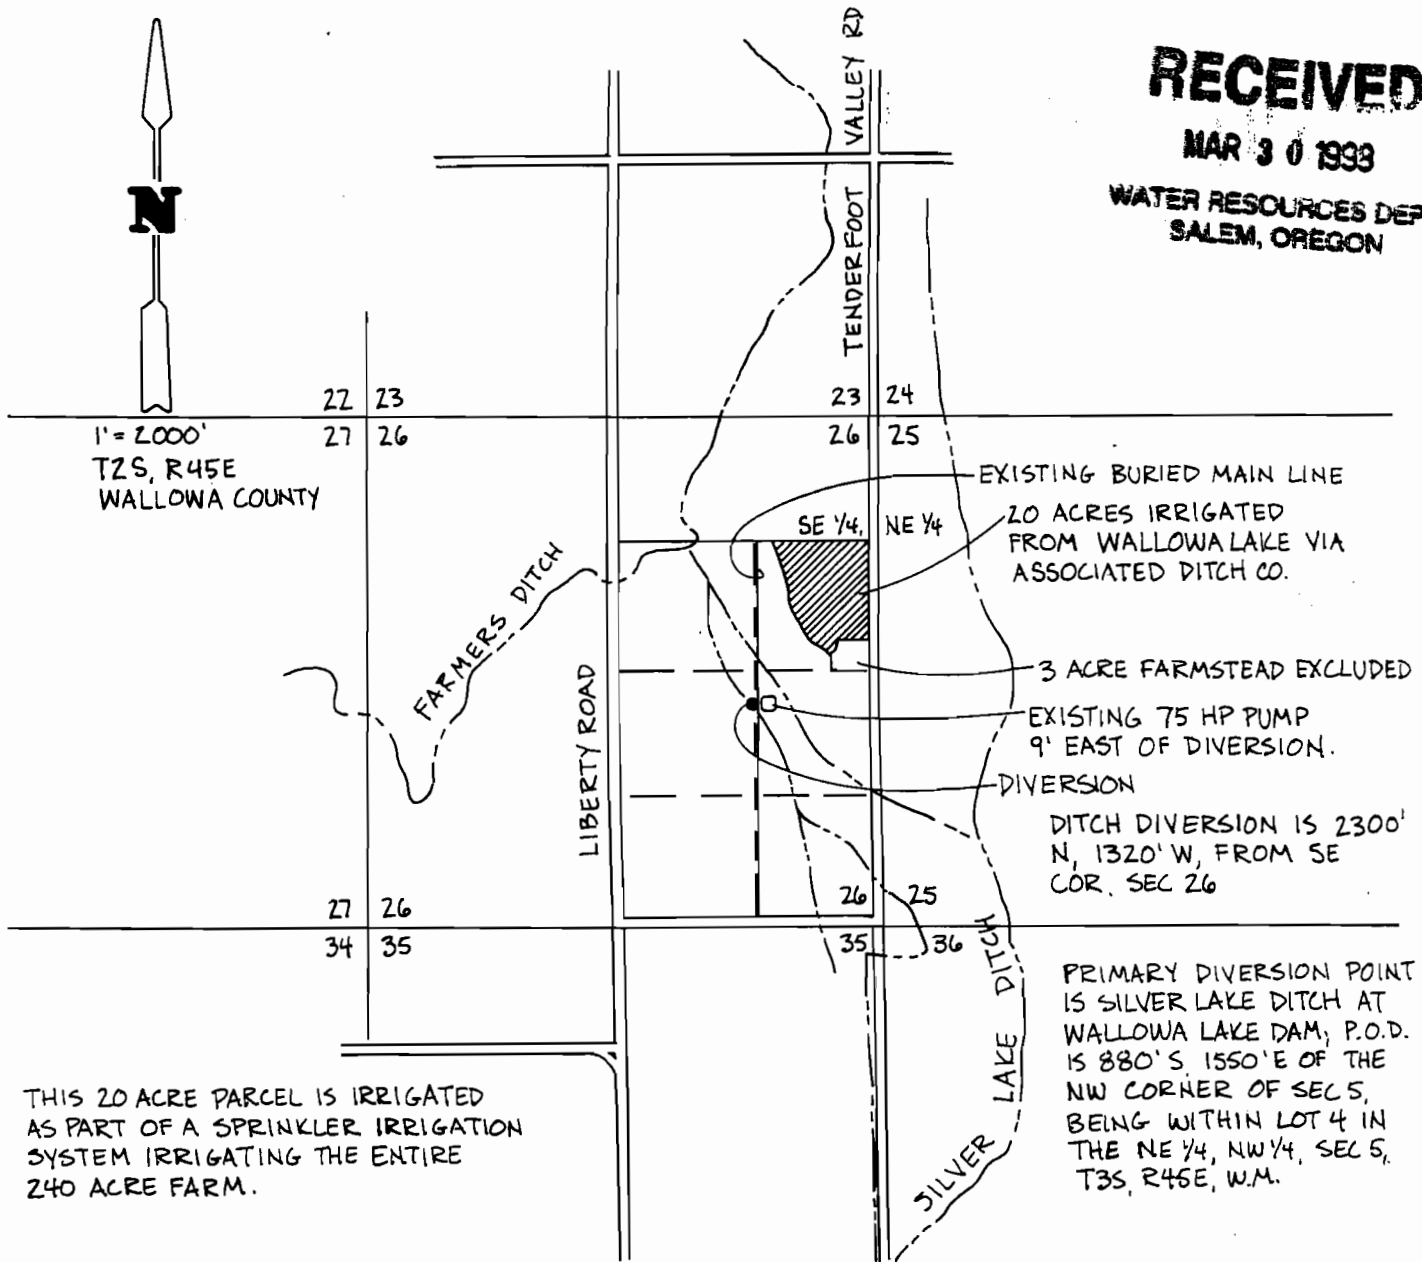 RECEIVED
MAR 30 1993
WATER RESOURCES DEP
SALEM, OREGON
N
TENDERFOOT VALLEY RD
22 23
23 24
1" = 2000'
27 26
26 25
T2S, R45E
WALLOWA COUNTY
EXISTING BURIED MAIN LINE
SE 1/4, NE 1/4
20 ACRES IRRIGATED
FROM WALLOWA LAKE VIA
ASSOCIATED DITCH CO.
FARMERS DITCH
LIBERTY ROAD
3 ACRE FARMSTEAD EXCLUDED
EXISTING 75 HP PUMP
9' EAST OF DIVERSION.
DIVERSION
DITCH DIVERSION IS 2300'
N, 1320' W, FROM SE
COR. SEC 26
27 26
26 25
34 35
35 36
SILVER LAKE DITCH
PRIMARY DIVERSION POINT
IS SILVER LAKE DITCH AT
WALLOWA LAKE DAM; P.O.D.
IS 880' S, 1550' E OF THE
NW CORNER OF SEC 5,
BEING WITHIN LOT 4 IN
THE NE 1/4, NW 1/4, SEC 5,
T3S, R45E, W.M.
THIS 20 ACRE PARCEL IS IRRIGATED
AS PART OF A SPRINKLER IRRIGATION
SYSTEM IRRIGATING THE ENTIRE
240 ACRE FARM.